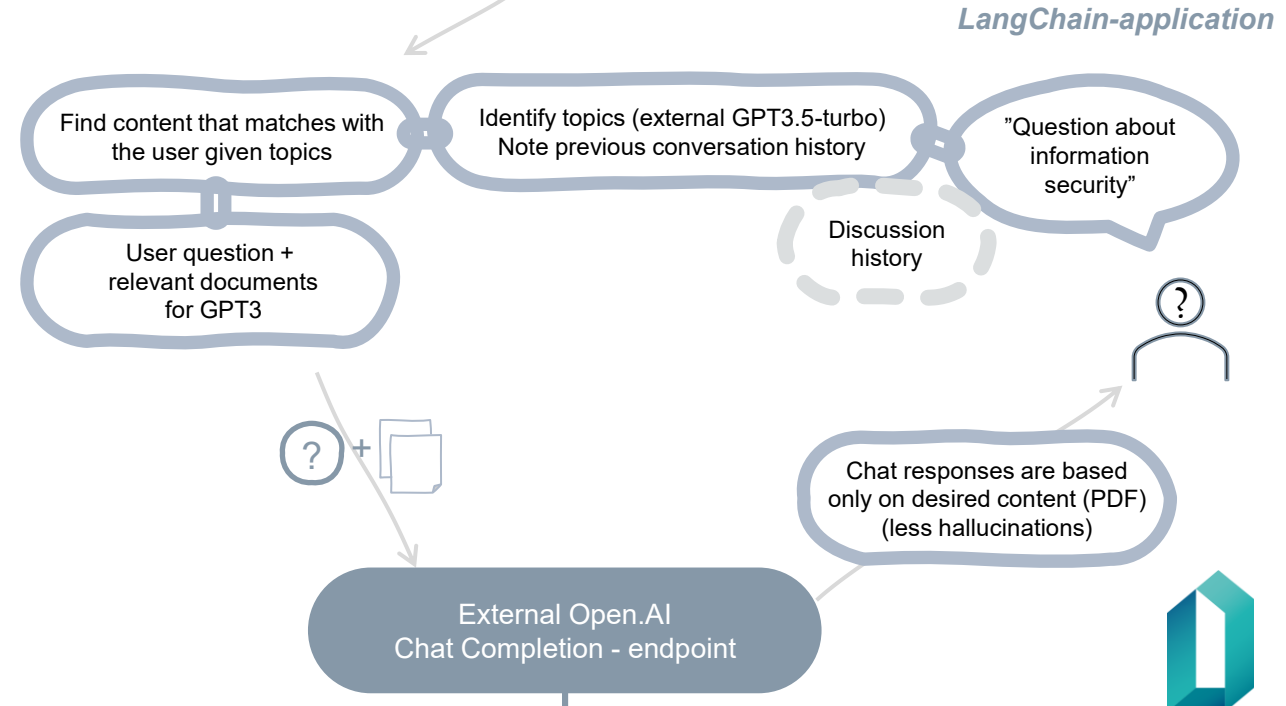 LangChain-application
Find content that matches with
the user given topics
Identify topics (external GPT3.5-turbo)
Note previous conversation history
”Question about
information
security”
Discussion
history
User question +
relevant documents
for GPT3
?
? +
Chat responses are based
only on desired content (PDF)
(less hallucinations)
External Open.AI
Chat Completion - endpoint